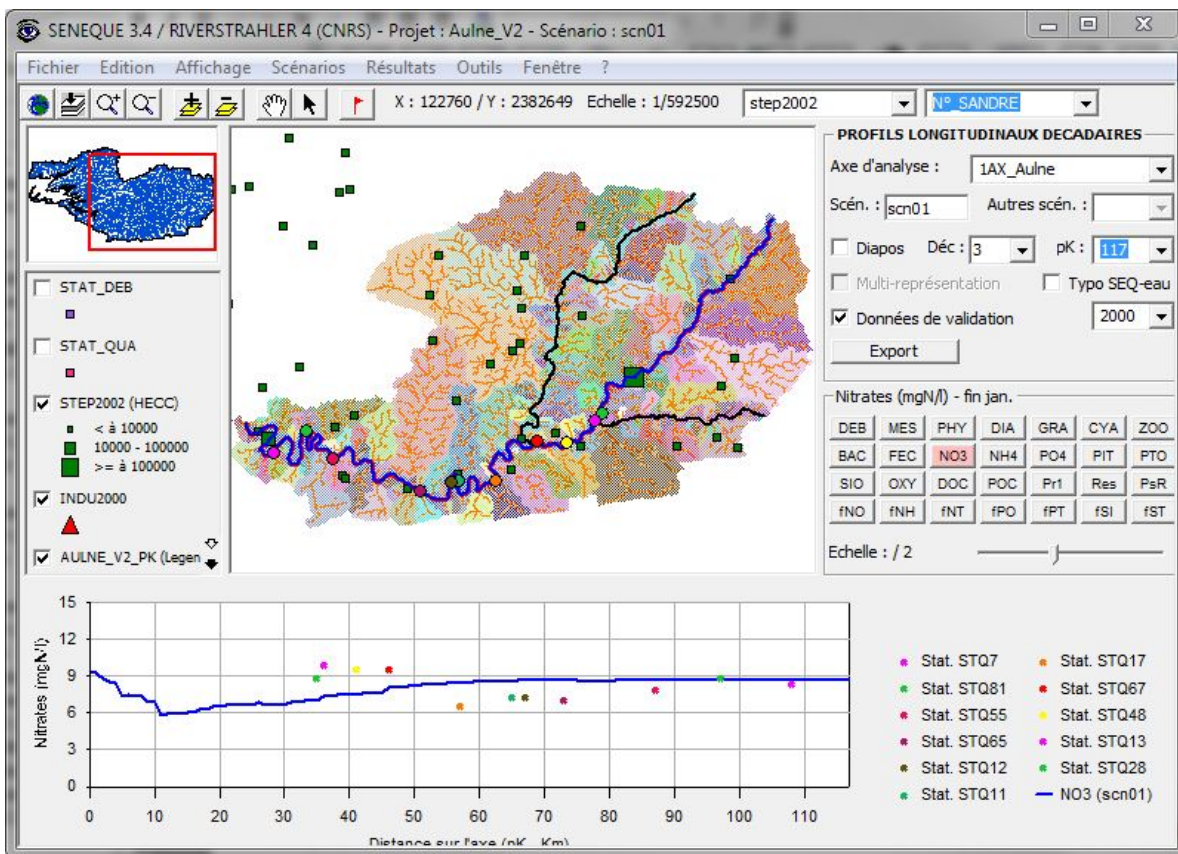 SENEQUE 3.4 / RIVERSTRAHLER 4 (CNRS) - Projet : Aulne_V2 - Scénario : scn01
Fichier Edition Affichage Scénarios Résultats Outils Fenêtre ?
X : 122760 / Y : 2382649 Echelle : 1/592500 step2002 N°_SANDRE
PROFILS LONGITUDINAUX DECADAIRES
Axe d'analyse : 1AX_Aulne
Scén. : scn01 Autres scén. :
Diapos Déc : 3 pK : 117
Multi-représentation Typo SEQ-eau
Données de validation 2000
Export
STAT_DEB
STAT_QUA
STEP2002 (HECC)
< à 10000
10000 - 100000
>= à 100000
INDU2000
AULNE_V2_PK (Legen
Nitrates (mgN/l) - fin jan.
DEB MES PHY DIA GRA CYA ZOO
BAC FEC NO3 NH4 PO4 PIT PTO
SIO OXY DOC POC Pr1 Res PsR
fNO fNH fNT fPO fPT fSI fST
Echelle : / 2
Nitrates (mgN/l)
15
12
9
6
3
0
0 10 20 30 40 50 60 70 80 90 100 110
Distance sur l'axe (pK - Km)
Stat. STQ7 Stat. STQ17
Stat. STQ81 Stat. STQ67
Stat. STQ55 Stat. STQ48
Stat. STQ65 Stat. STQ13
Stat. STQ12 Stat. STQ28
Stat. STQ11 NO3 (scn01)